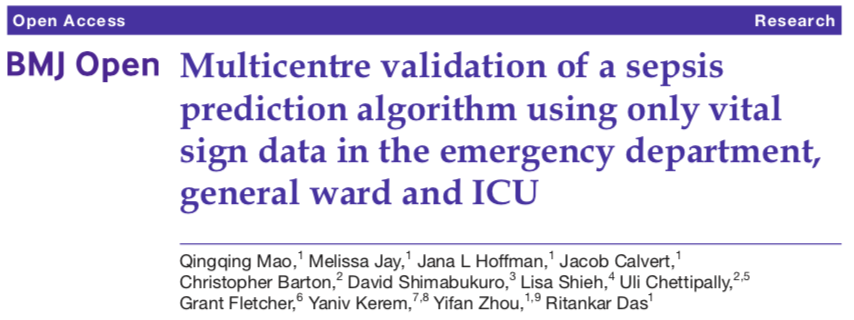 Open Access Research
BMJ Open Multicentre validation of a sepsis
prediction algorithm using only vital
sign data in the emergency department,
general ward and ICU
Qingqing Mao,1 Melissa Jay,1 Jana L Hoffman,1 Jacob Calvert,1
Christopher Barton,2 David Shimabukuro,3 Lisa Shieh,4 Uli Chettipally,2,5
Grant Fletcher,6 Yaniv Kerem,7,8 Yifan Zhou,1,9 Ritankar Das1